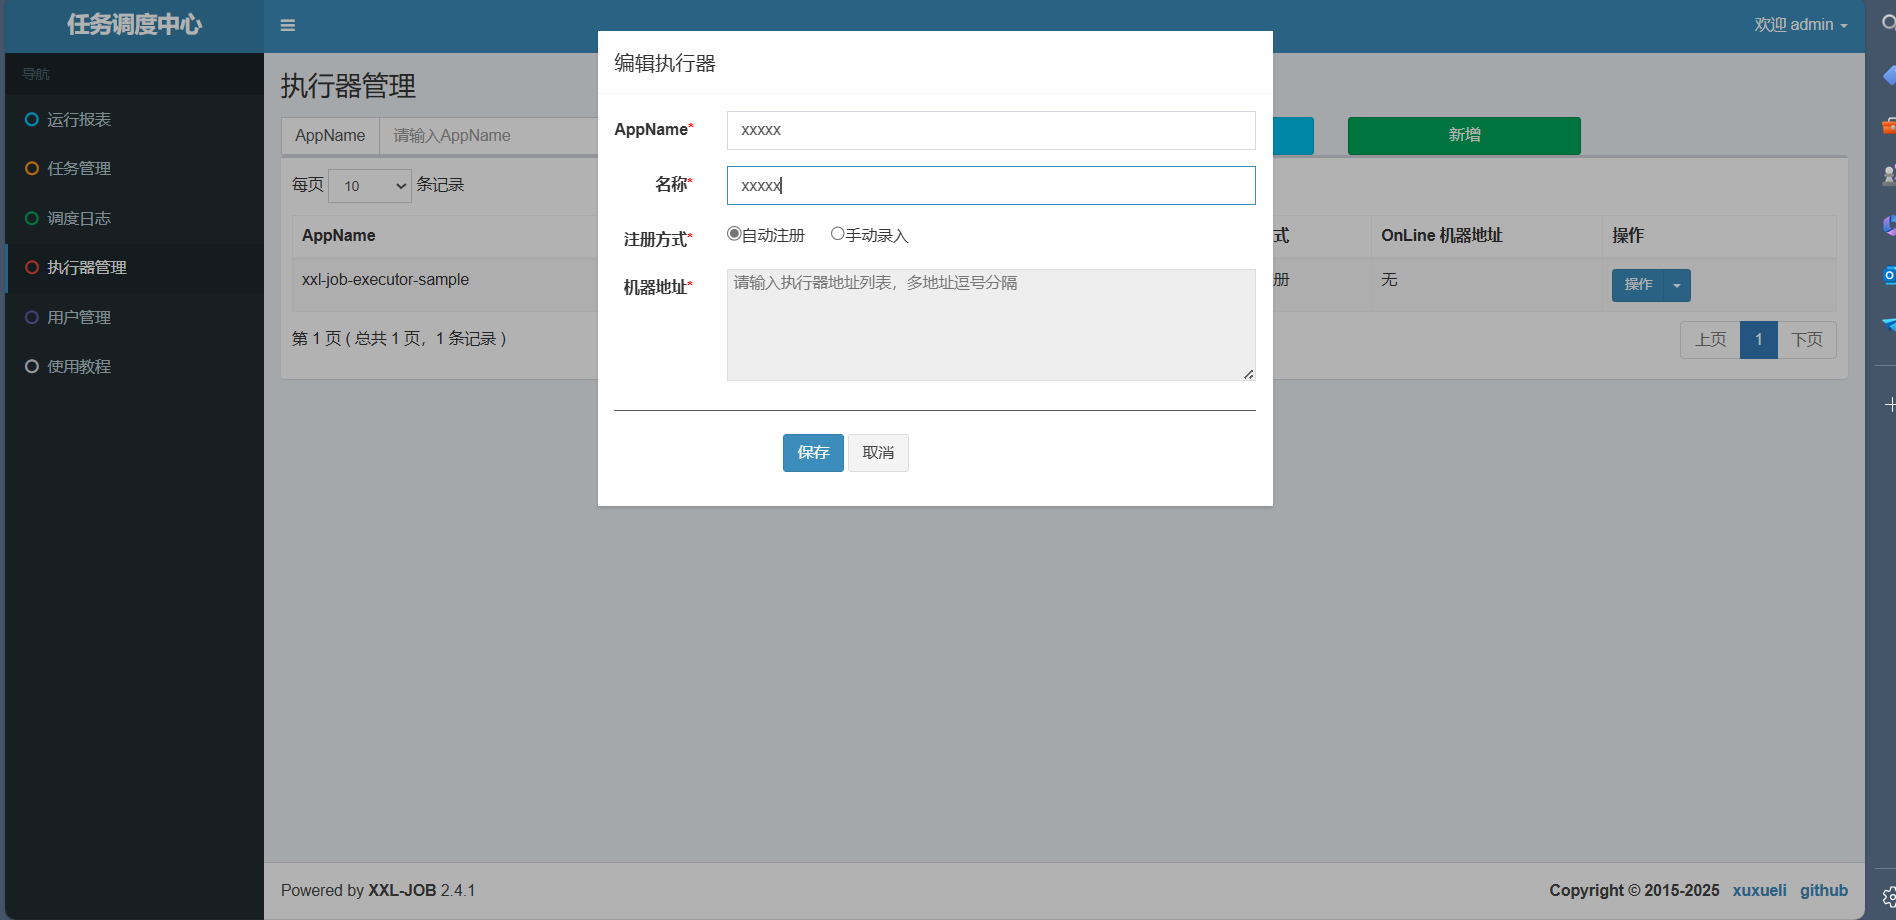 任务调度中心
欢迎 admin
导航
运行报表
任务管理
调度日志
执行器管理
用户管理
使用教程
执行器管理
AppName 请输入AppName
新增
每页 10 条记录
AppName
式
OnLine 机器地址
操作
xxl-job-executor-sample
册
无
操作
第 1 页 ( 总共 1 页，1 条记录 )
上页 1 下页
编辑执行器
AppName* xxxxx
名称* xxxxx
注册方式* 自动注册 手动录入
机器地址* 请输入执行器地址列表，多地址逗号分隔
保存 取消
Powered by XXL-JOB 2.4.1
Copyright © 2015-2025 xuxueli github